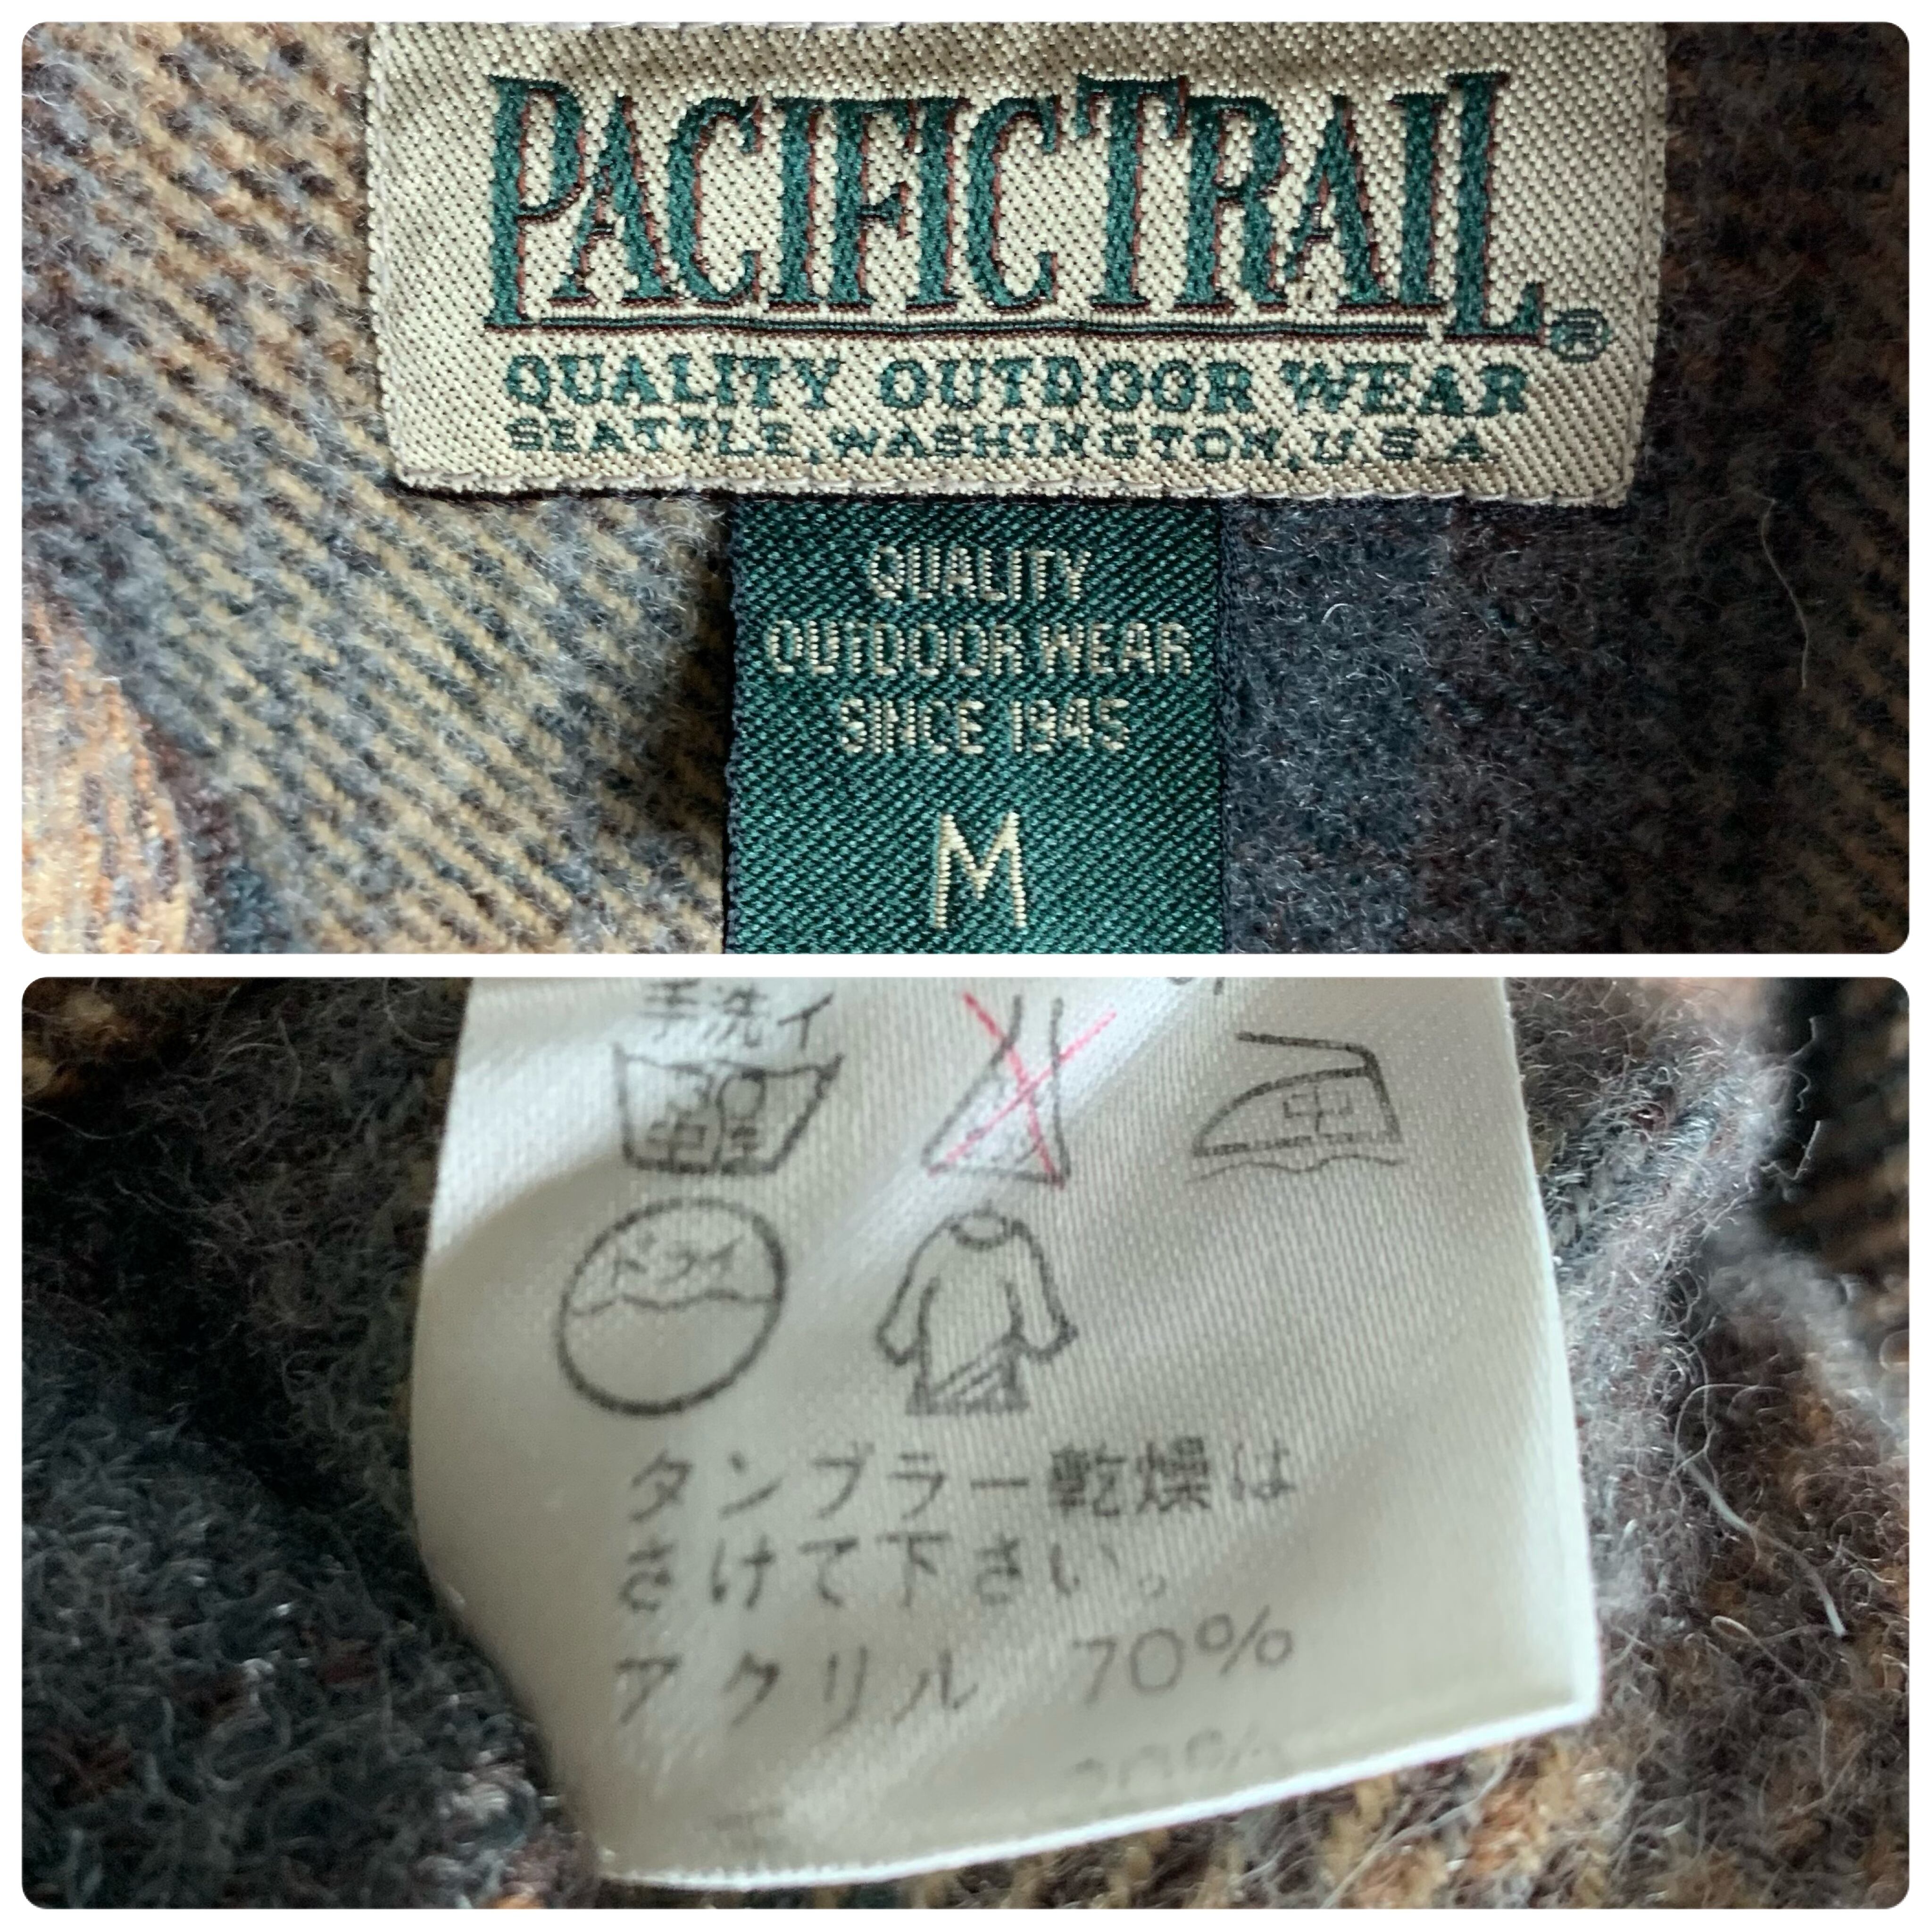 PACIFIC TRAIL®
QUALITY OUTDOOR WEAR
SEATTLE, WASHINGTON, U.S.A
QUALITY
OUTDOOR WEAR
SINCE 1945
M
手洗イ
30
中性
中
ドライ
タンブラー乾燥は
さけて下さい。
アクリル 70%